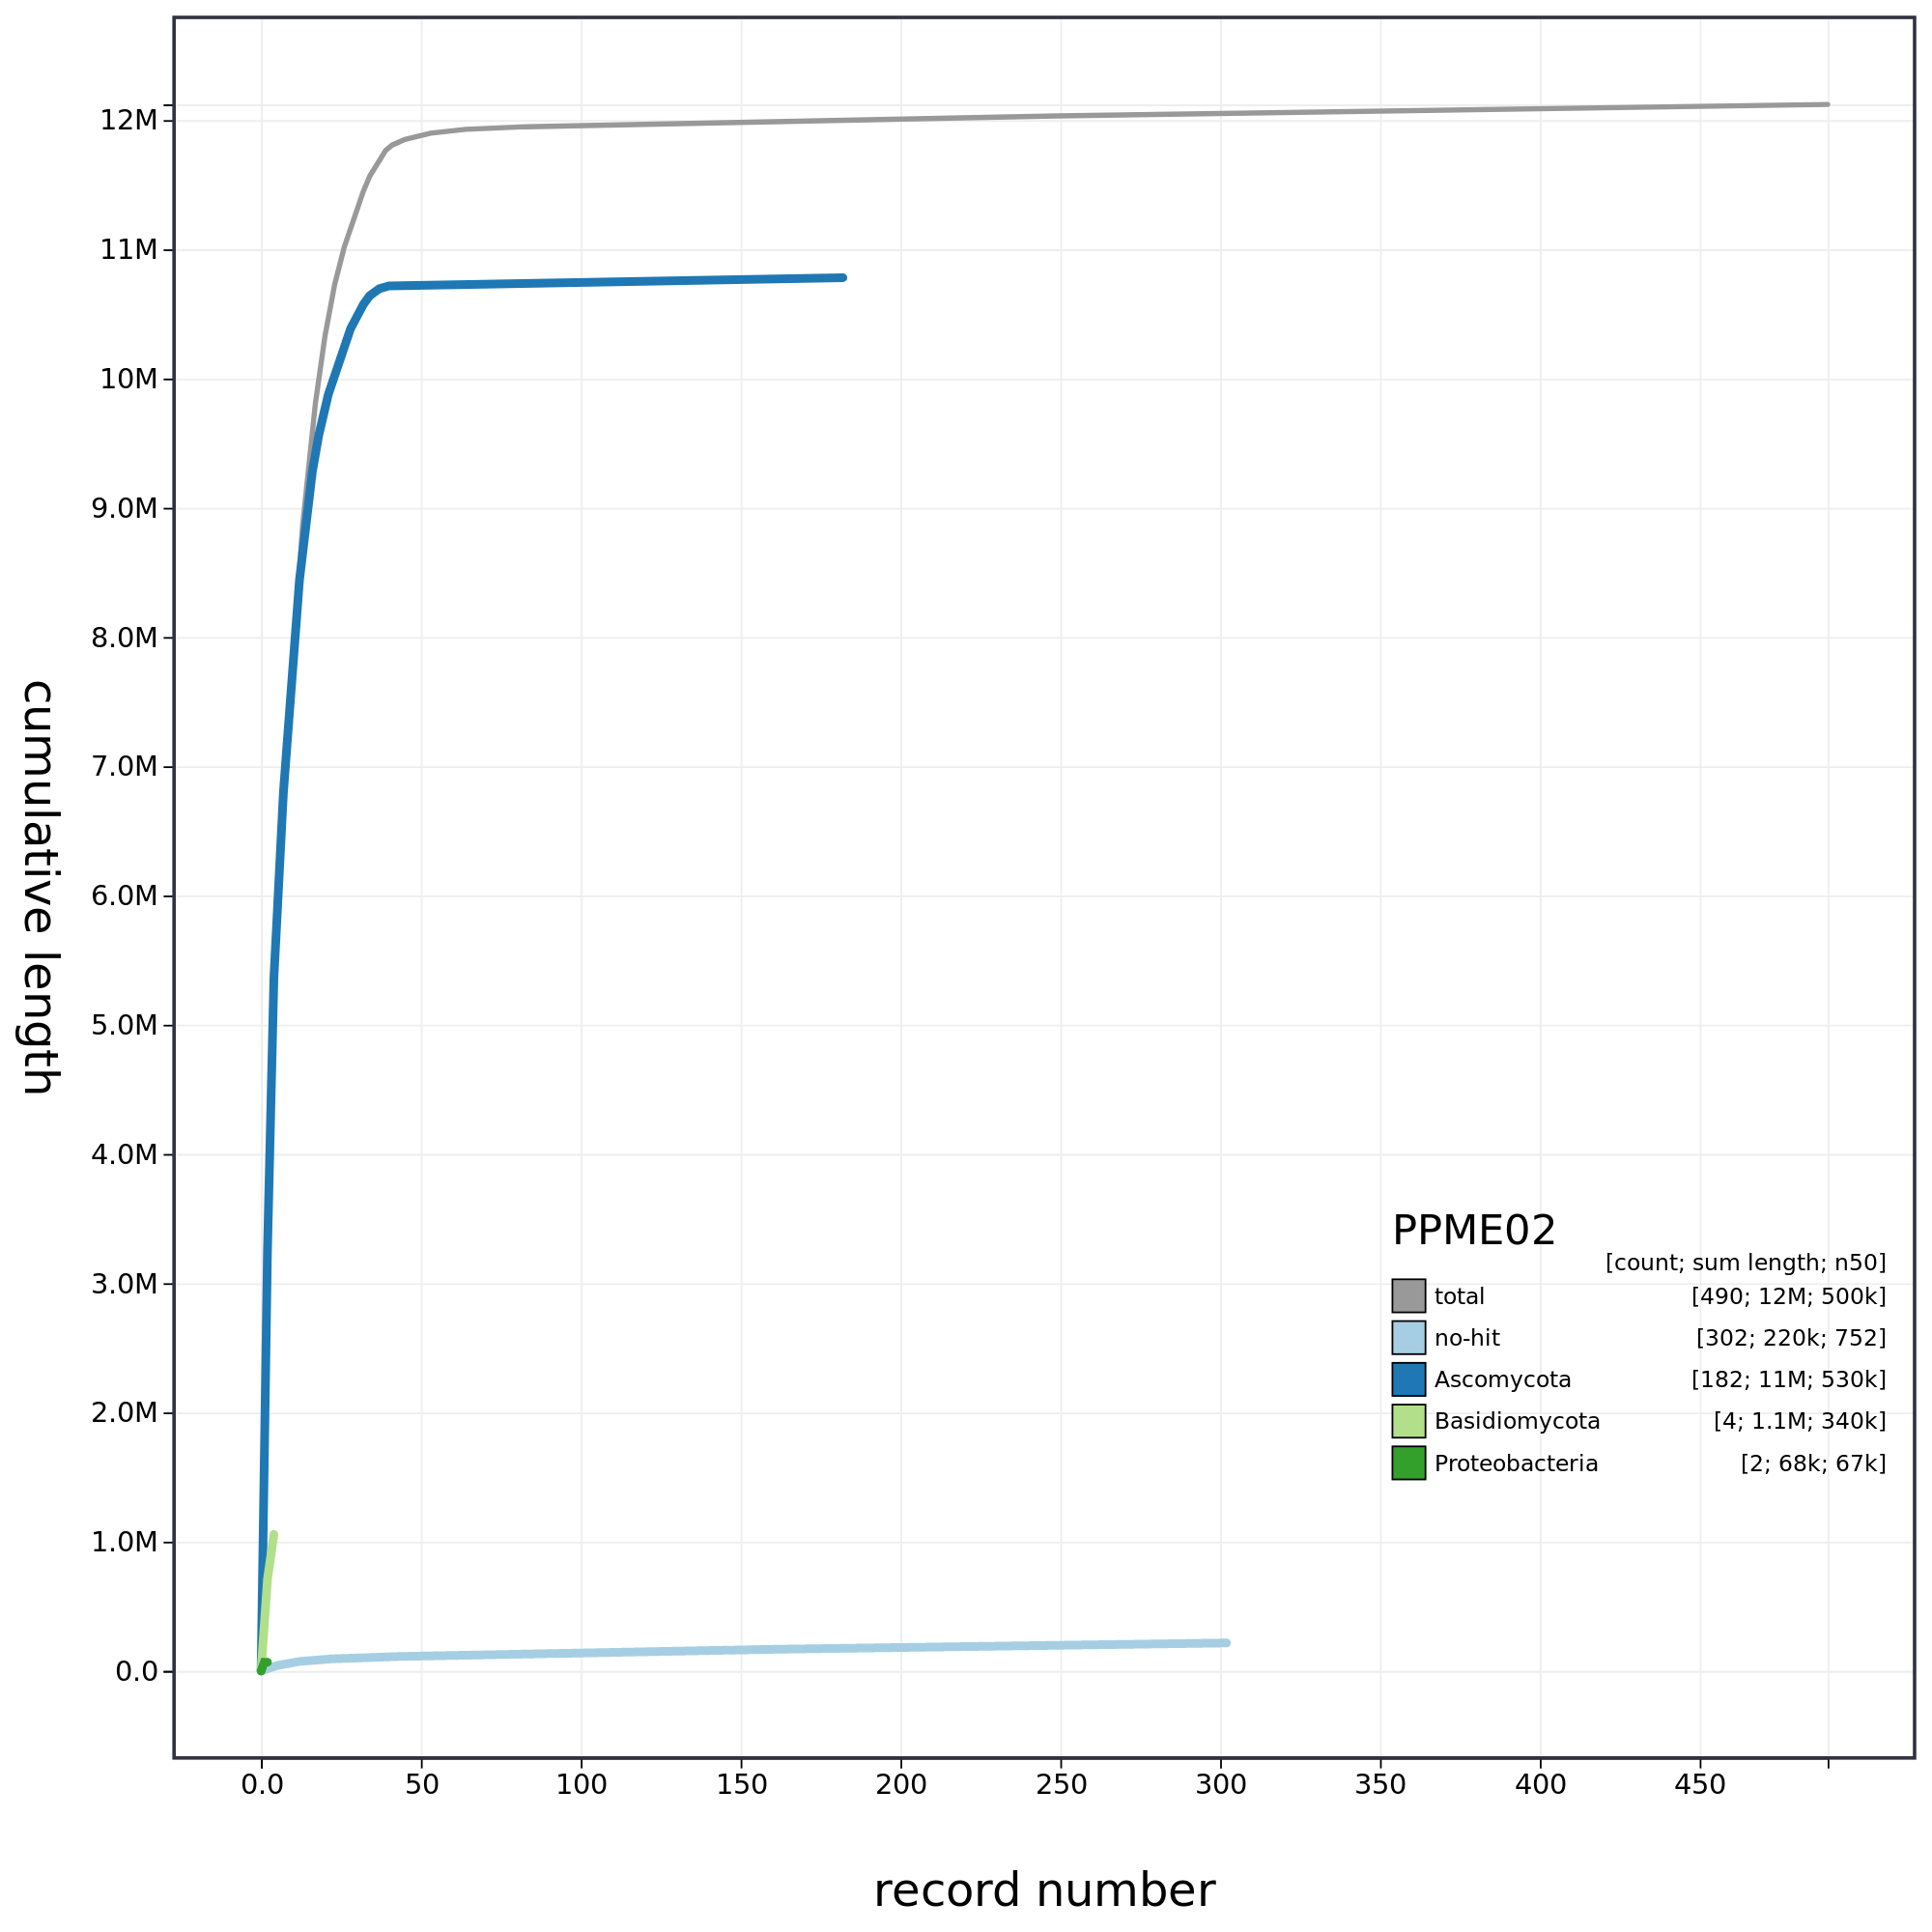 cumulative length
12M
11M
10M
9.0M
8.0M
7.0M
6.0M
5.0M
4.0M
3.0M
2.0M
1.0M
0.0
PPME02
[count; sum length; n50]
total [490; 12M; 500k]
no-hit [302; 220k; 752]
Ascomycota [182; 11M; 530k]
Basidiomycota [4; 1.1M; 340k]
Proteobacteria [2; 68k; 67k]
0.0 50 100 150 200 250 300 350 400 450
record number